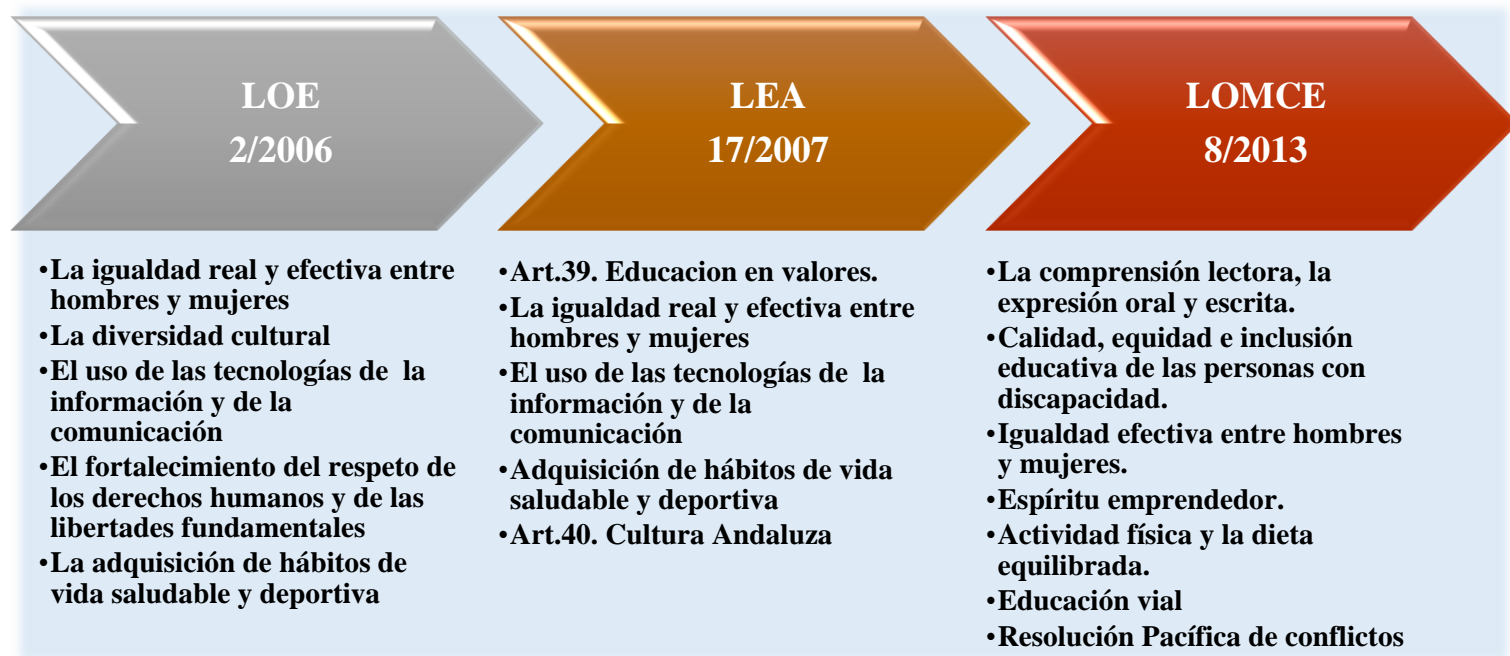 LOE
2/2006
•La igualdad real y efectiva entre
hombres y mujeres
•La diversidad cultural
•El uso de las tecnologías de la
información y de la
comunicación
•El fortalecimiento del respeto de
los derechos humanos y de las
libertades fundamentales
•La adquisición de hábitos de
vida saludable y deportiva
LEA
17/2007
•Art.39. Educacion en valores.
•La igualdad real y efectiva entre
hombres y mujeres
•El uso de las tecnologías de la
información y de la
comunicación
•Adquisición de hábitos de vida
saludable y deportiva
•Art.40. Cultura Andaluza
LOMCE
8/2013
•La comprensión lectora, la
expresión oral y escrita.
•Calidad, equidad e inclusión
educativa de las personas con
discapacidad.
•Igualdad efectiva entre hombres
y mujeres.
•Espíritu emprendedor.
•Actividad física y la dieta
equilibrada.
•Educación vial
•Resolución Pacífica de conflictos